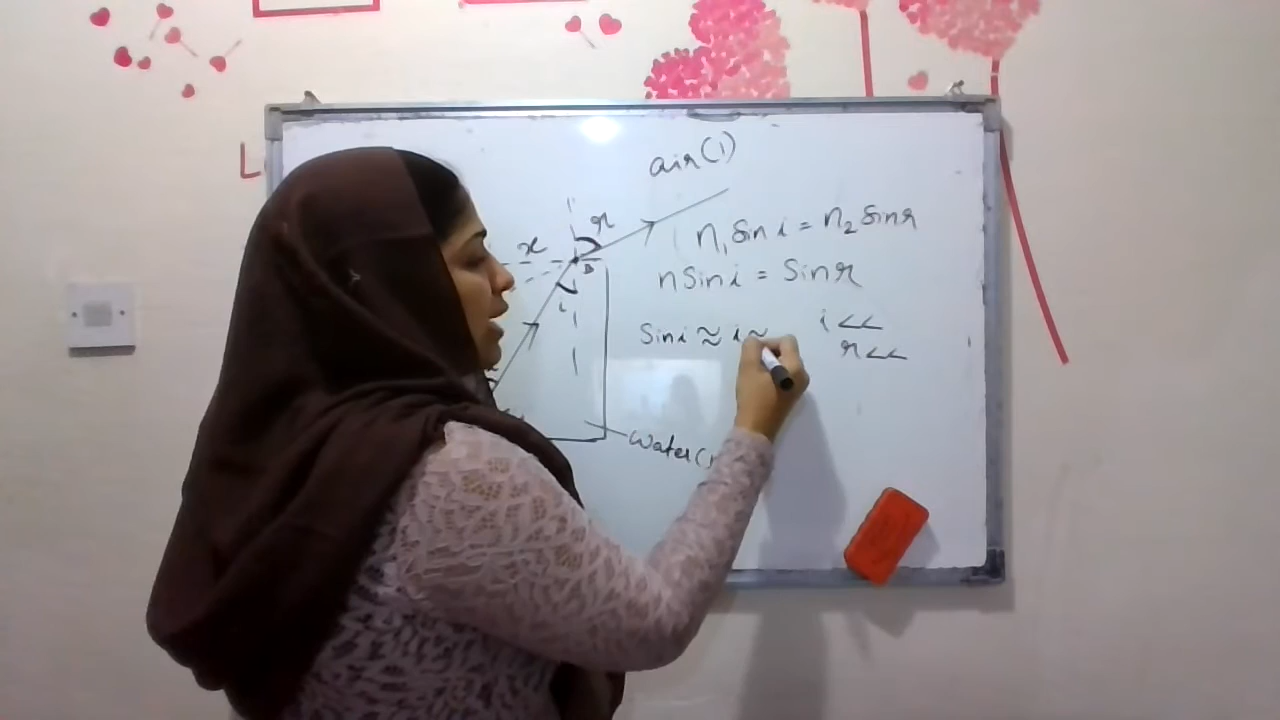 air(1)
r
x
B
i
n₁ Sin i = n₂ Sin r
n Sin i = Sin r
Sin i ≈ i ≈
i <<
r <<
Water(
L